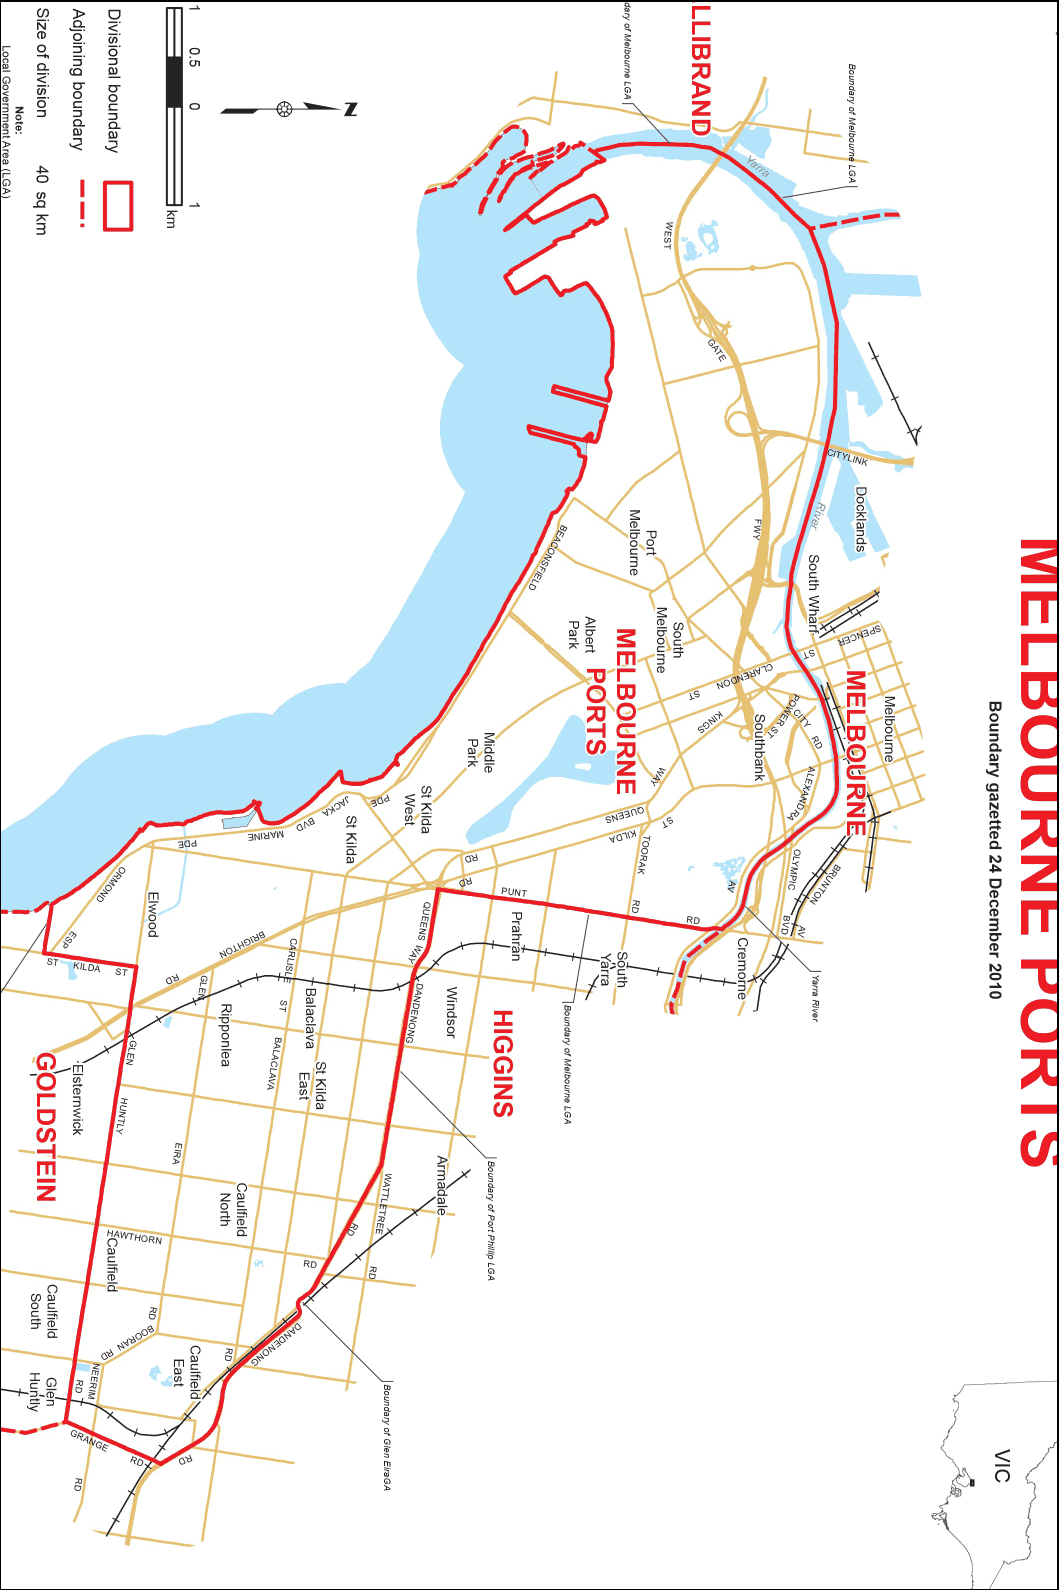 MELBOURNE PORTS
Boundary gazetted 24 December 2010
VIC
LLIBRAND
Boundary of Melbourne LGA
dary of Melbourne LGA
Yarra
WEST
GATE
FWY
CITYLINK
Docklands
River
South Wharf
SPENCER
ST
Melbourne
MELBOURNE
Port
Melbourne
South
Melbourne
Albert
Park
MELBOURNE
PORTS
BEACONSFIELD
CLARENDON
ST
KINGS
WAY
POWER ST
CITY
RD
Southbank
ALEXANDRA
AV
OLYMPIC
BVD
BRUNTON
AV
Middle
Park
St Kilda
West
St Kilda
PDE
JACKA
BVD
MARINE
PDE
QUEENS
RD
ST
KILDA
RD
TOORAK
RD
PUNT
RD
Prahran
South
Yarra
Cremorne
Yarra River
Boundary of Melbourne LGA
QUEENS
WAY
DANDENONG
Windsor
HIGGINS
ORMOND
ESP
Elwood
ST
KILDA
ST
BRIGHTON
RD
CARLISLE
ST
Balaclava
BALACLAVA
GLEN
Ripponlea
St Kilda
East
GLEN
HUNTLY
Elsternwick
GOLDSTEIN
EIRA
Caulfield
North
Armadale
WATTLETREE
RD
RD
RD
Boundary of Port Phillip LGA
HAWTHORN
Caulfield
Caulfield
South
RD
BOORAN
RD
NEERIM
RD
Glen
Huntly
Caulfield
East
RD
DANDENONG
RD
GRANGE
RD
RD
Boundary of Glen EiraGA
N
1
0.5
0
1
km
Divisional boundary
Adjoining boundary
Size of division
40 sq km
Note:
Local Government Area (LGA)